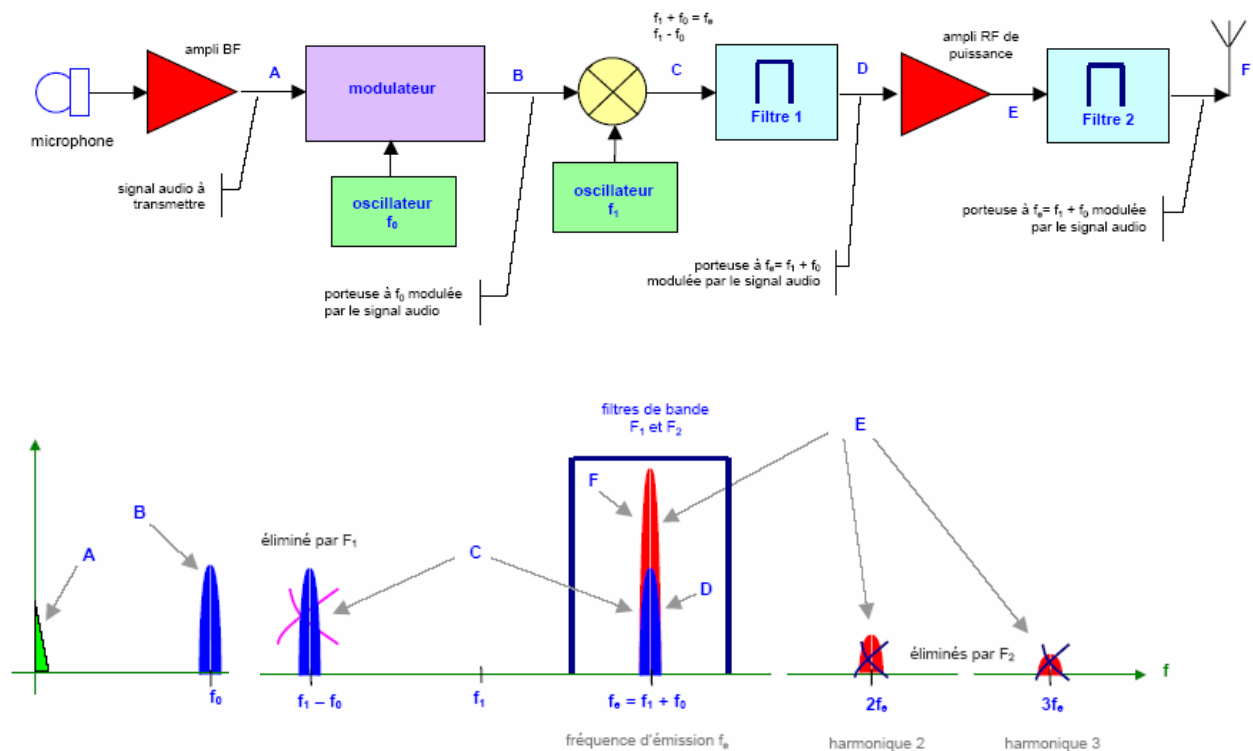 f₁ + f₀ = fₑ
f₁ - f₀
ampli BF
ampli RF de
puissance
A
modulateur
B
C
D
E
F
Filtre 1
Filtre 2
microphone
signal audio à
transmettre
oscillateur
f₀
oscillateur
f₁
porteuse à fₑ= f₁ + f₀ modulée
par le signal audio
porteuse à fₑ= f₁ + f₀
modulée par le signal audio
porteuse à f₀ modulée
par le signal audio
filtres de bande
F₁ et F₂
E
B
F
A
éliminé par F₁
C
D
éliminés par F₂
f
f₀
f₁ – f₀
f₁
fₑ = f₁ + f₀
2fₑ
3fₑ
fréquence d'émission fₑ
harmonique 2
harmonique 3